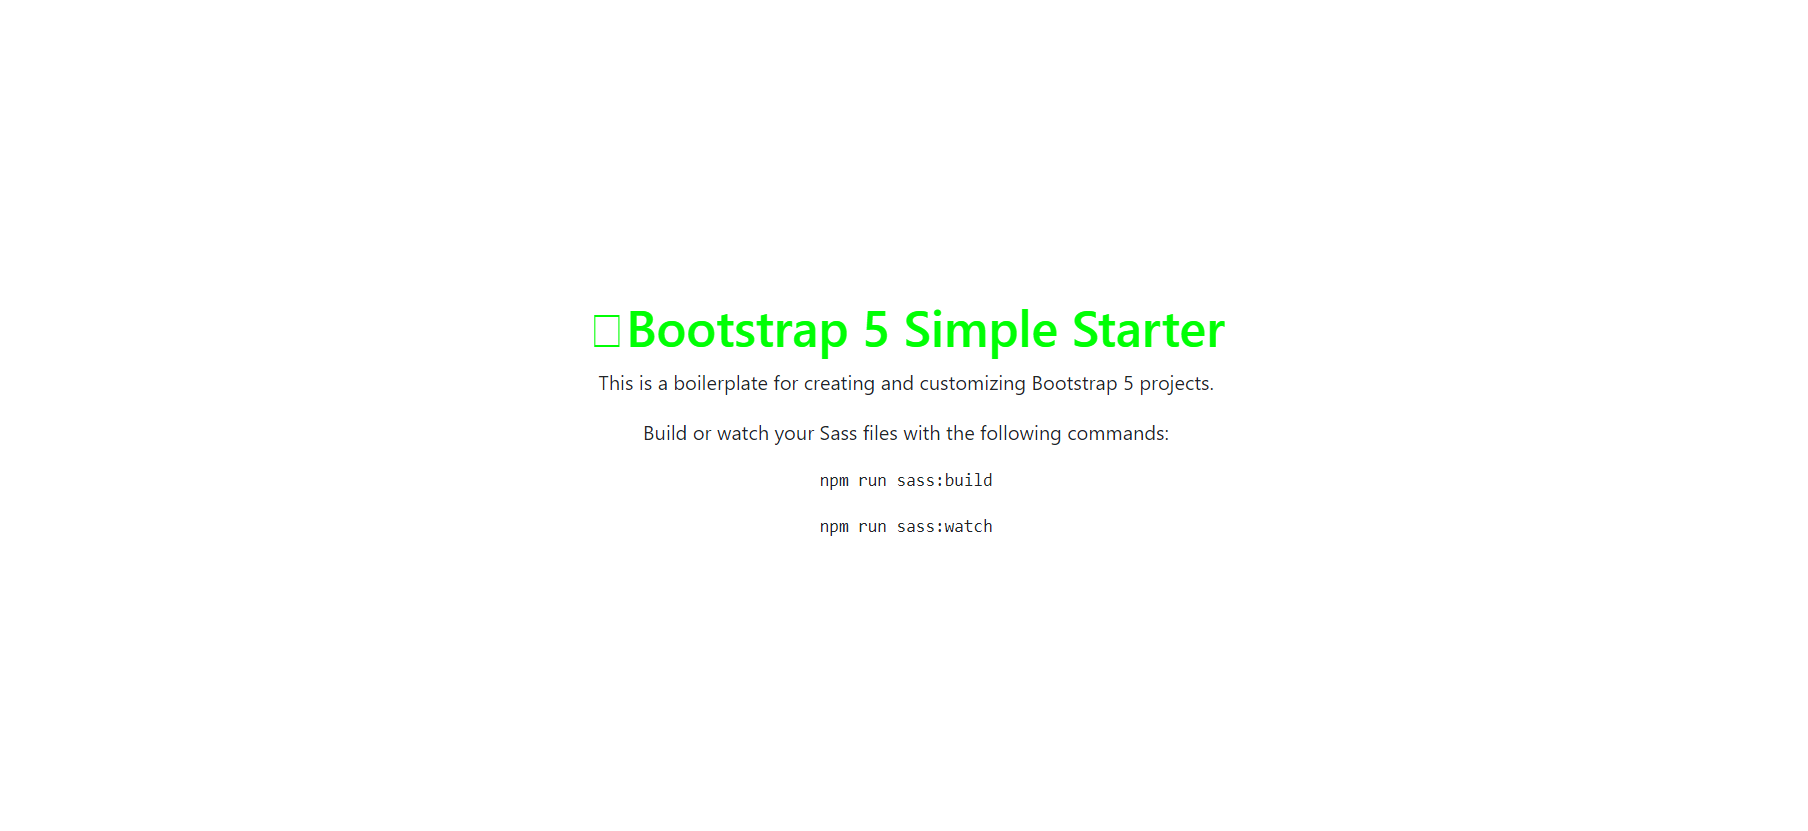 Bootstrap 5 Simple Starter
This is a boilerplate for creating and customizing Bootstrap 5 projects.
Build or watch your Sass files with the following commands:
npm run sass:build
npm run sass:watch